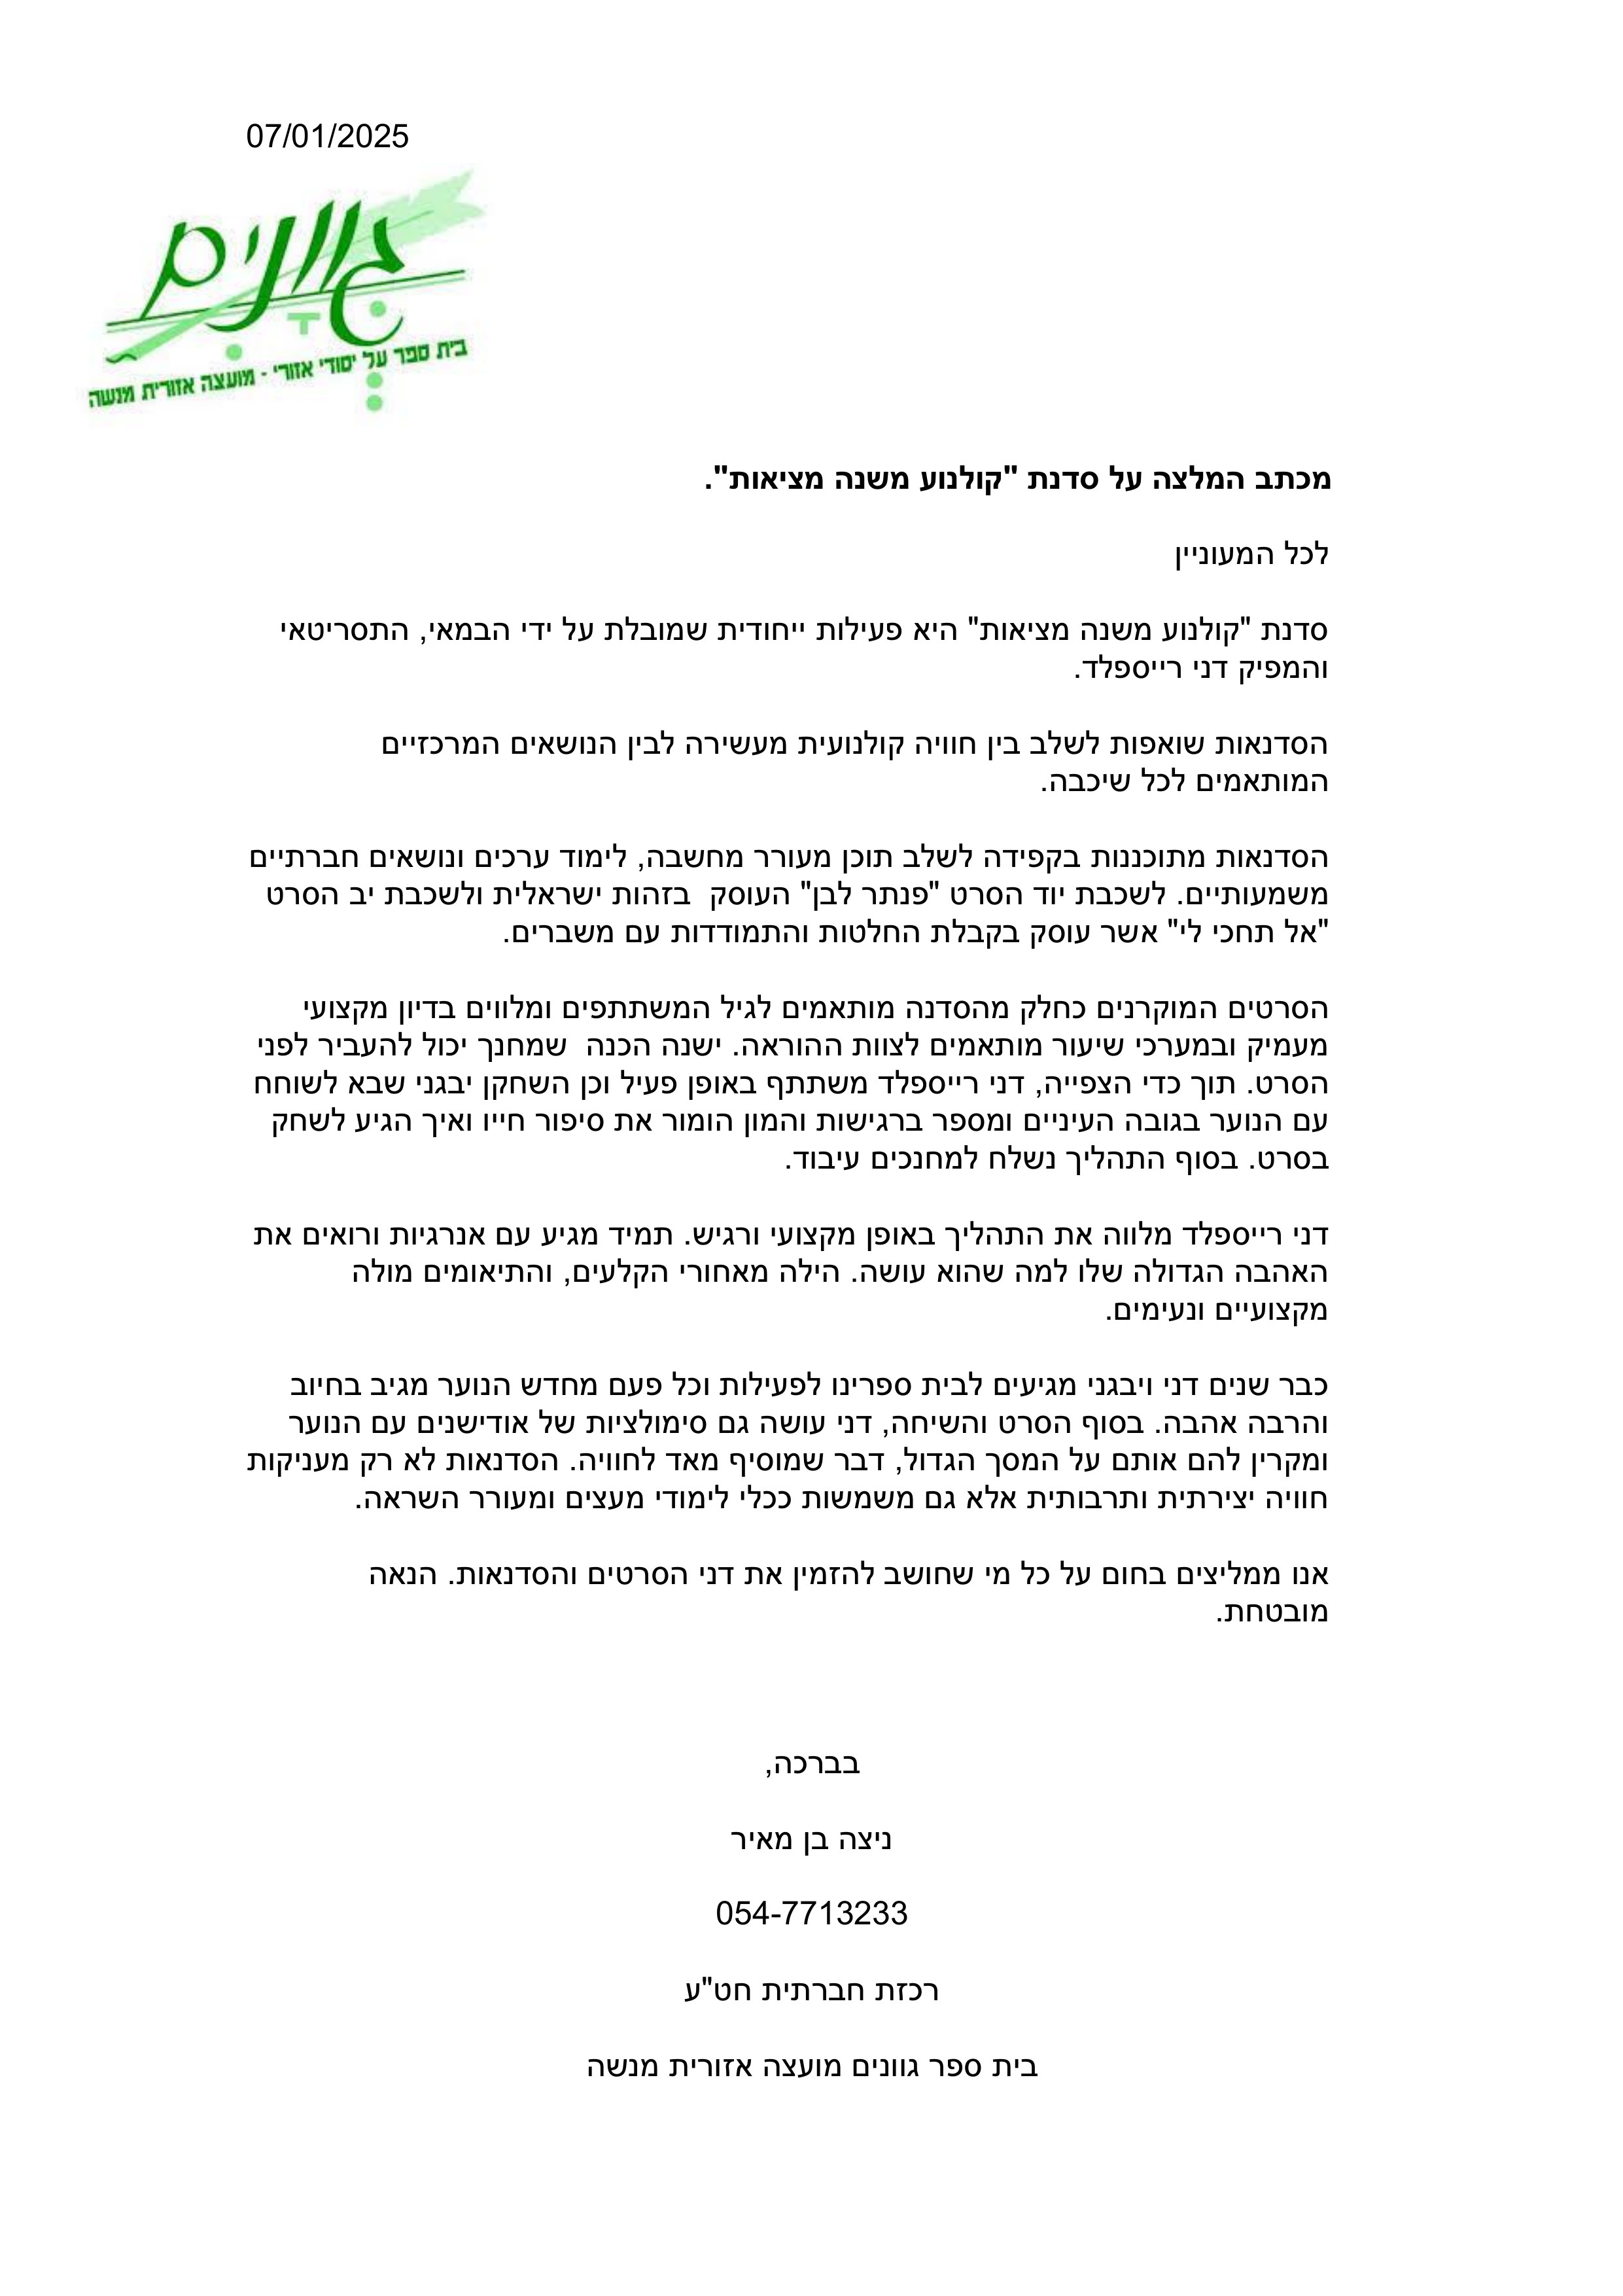 07/01/2025
גְּוָנִים
בית ספר על יסודי אזורי - מועצה אזורית מנשה
מכתב המלצה על סדנת "קולנוע משנה מציאות".
לכל המעוניין
סדנת "קולנוע משנה מציאות" היא פעילות ייחודית שמובלת על ידי הבמאי, התסריטאי
והמפיק דני רייספלד.
הסדנאות שואפות לשלב בין חוויה קולנועית מעשירה לבין הנושאים המרכזיים
המותאמים לכל שיכבה.
הסדנאות מתוכננות בקפידה לשלב תוכן מעורר מחשבה, לימוד ערכים ונושאים חברתיים
משמעותיים. לשכבת יוד הסרט "פנתר לבן" העוסק  בזהות ישראלית ולשכבת יב הסרט
"אל תחכי לי" אשר עוסק בקבלת החלטות והתמודדות עם משברים.
הסרטים המוקרנים כחלק מהסדנה מותאמים לגיל המשתתפים ומלווים בדיון מקצועי
מעמיק ובמערכי שיעור מותאמים לצוות ההוראה. ישנה הכנה  שמחנך יכול להעביר לפני
הסרט. תוך כדי הצפייה, דני רייספלד משתתף באופן פעיל וכן השחקן יבגני שבא לשוחח
עם הנוער בגובה העיניים ומספר ברגישות והמון הומור את סיפור חייו ואיך הגיע לשחק
בסרט. בסוף התהליך נשלח למחנכים עיבוד.
דני רייספלד מלווה את התהליך באופן מקצועי ורגיש. תמיד מגיע עם אנרגיות ורואים את
האהבה הגדולה שלו למה שהוא עושה. הילה מאחורי הקלעים, והתיאומים מולה
מקצועיים ונעימים.
כבר שנים דני ויבגני מגיעים לבית ספרינו לפעילות וכל פעם מחדש הנוער מגיב בחיוב
והרבה אהבה. בסוף הסרט והשיחה, דני עושה גם סימולציות של אודישנים עם הנוער
ומקרין להם אותם על המסך הגדול, דבר שמוסיף מאד לחוויה. הסדנאות לא רק מעניקות
חוויה יצירתית ותרבותית אלא גם משמשות ככלי לימודי מעצים ומעורר השראה.
אנו ממליצים בחום על כל מי שחושב להזמין את דני הסרטים והסדנאות. הנאה
מובטחת.
בברכה,
ניצה בן מאיר
054-7713233
רכזת חברתית חט"ע
בית ספר גוונים מועצה אזורית מנשה